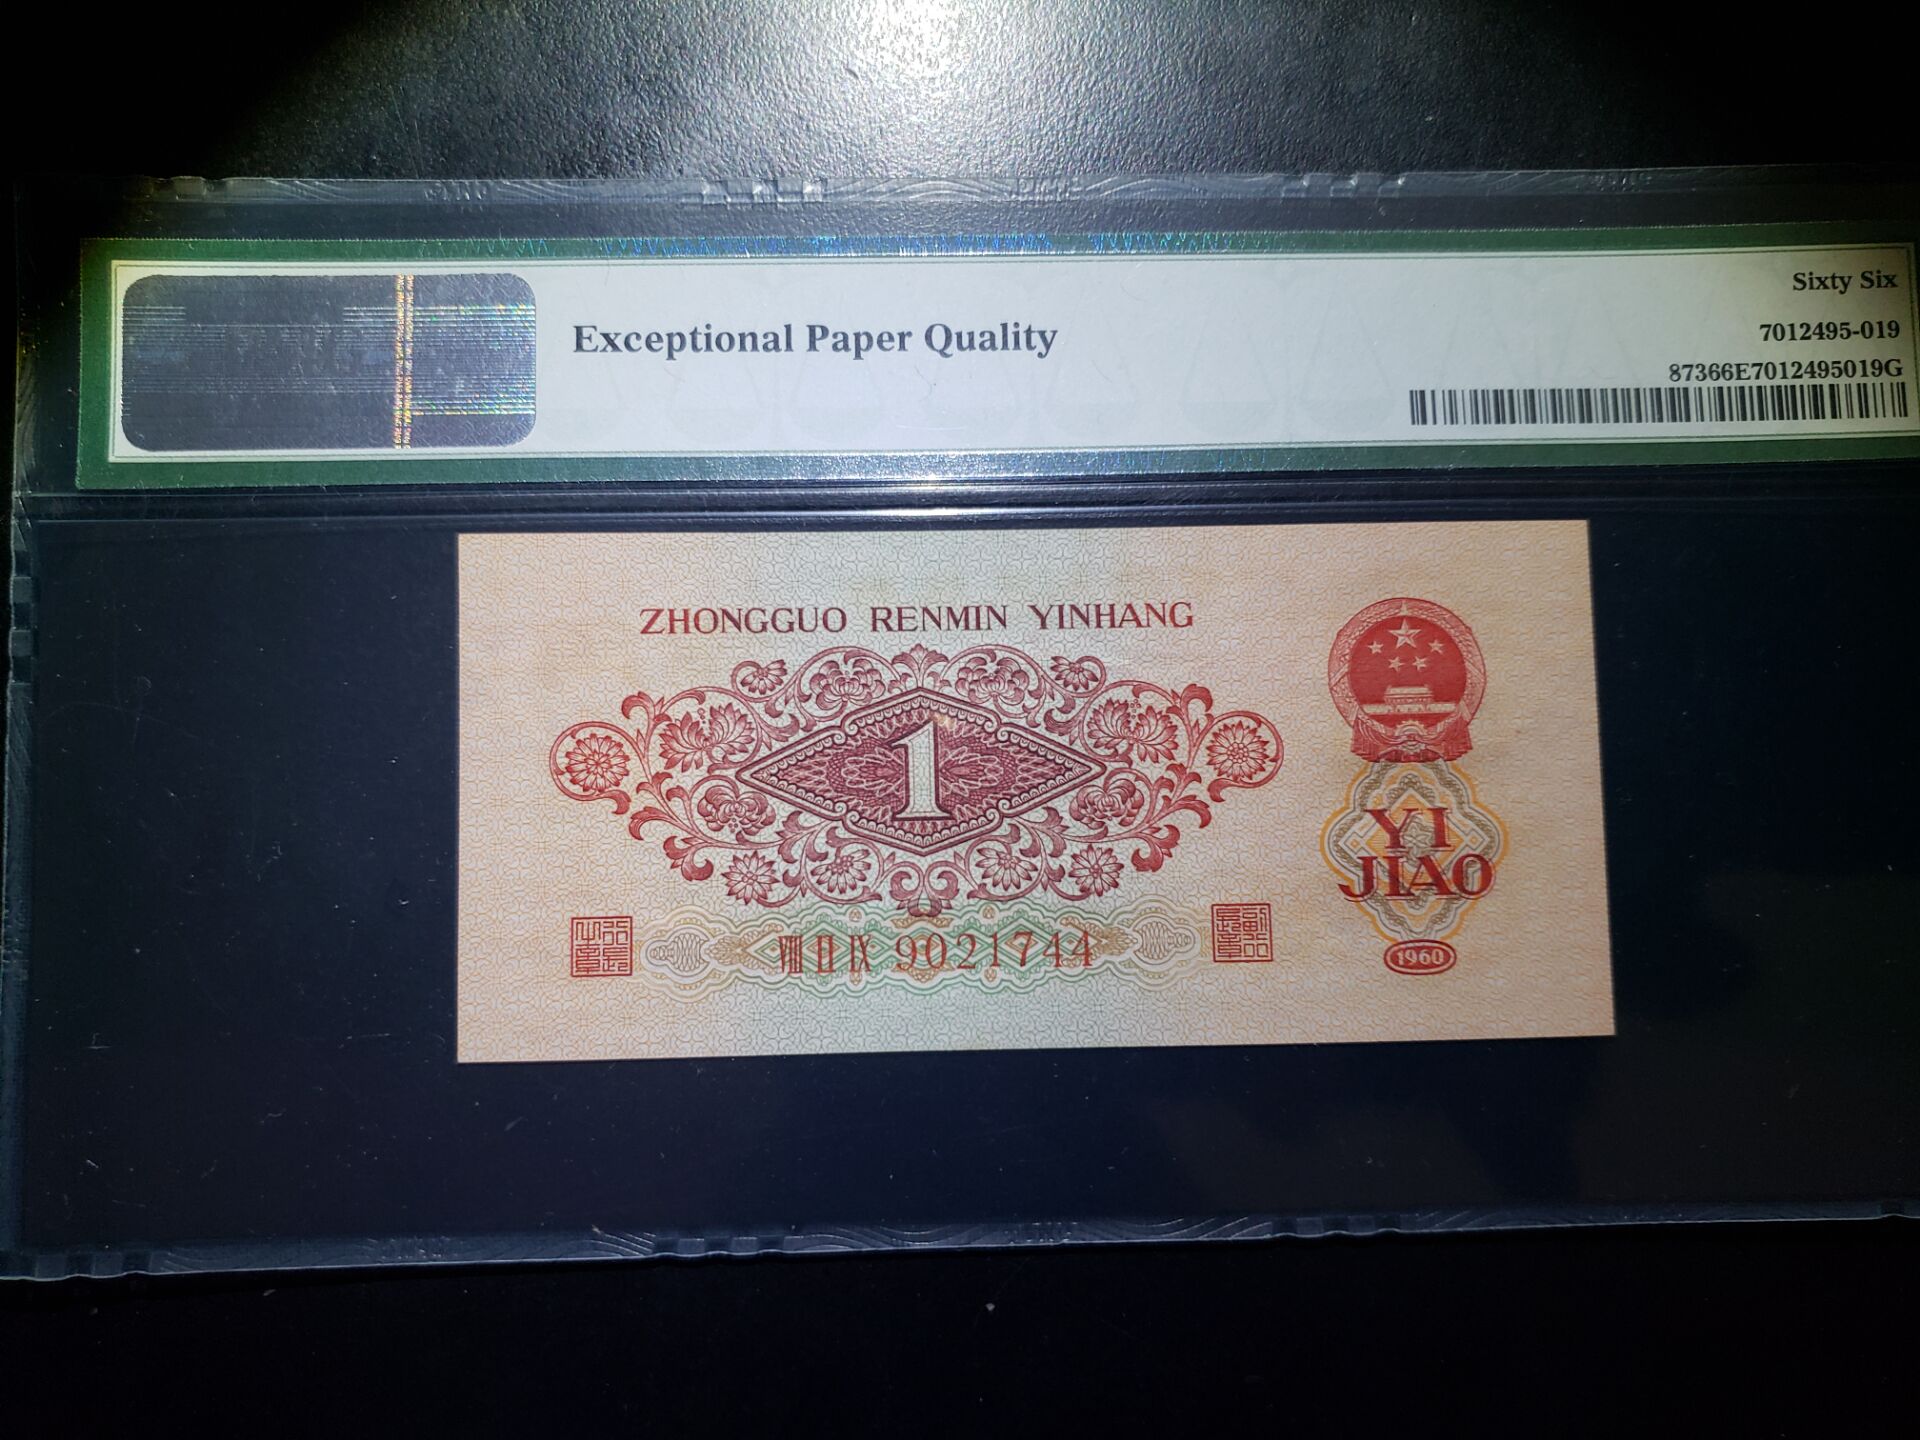 Sixty Six
Exceptional Paper Quality
7012495-019
87366E7012495019G
ZHONGGUO RENMIN YINHANG
1
YI
JIAO
VIII II IX 9021744
1960